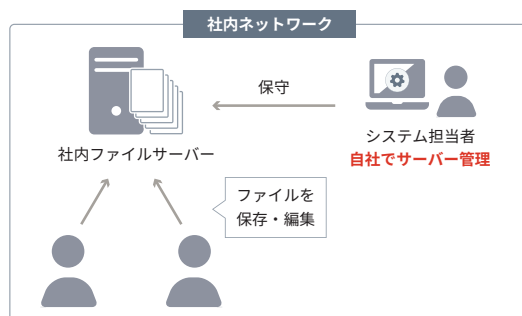 社内ネットワーク
保守
社内ファイルサーバー
システム担当者
自社でサーバー管理
ファイルを
保存・編集